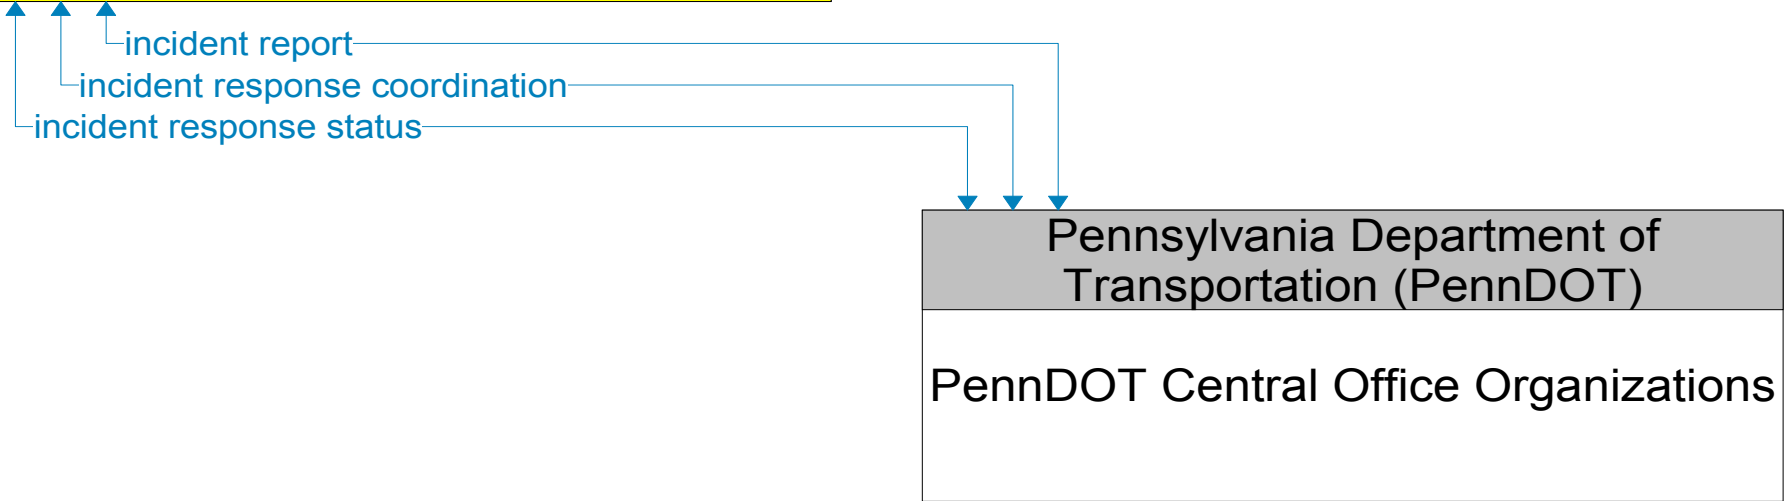 incident report
incident response coordination
incident response status
Pennsylvania Department of
Transportation (PennDOT)
PennDOT Central Office Organizations